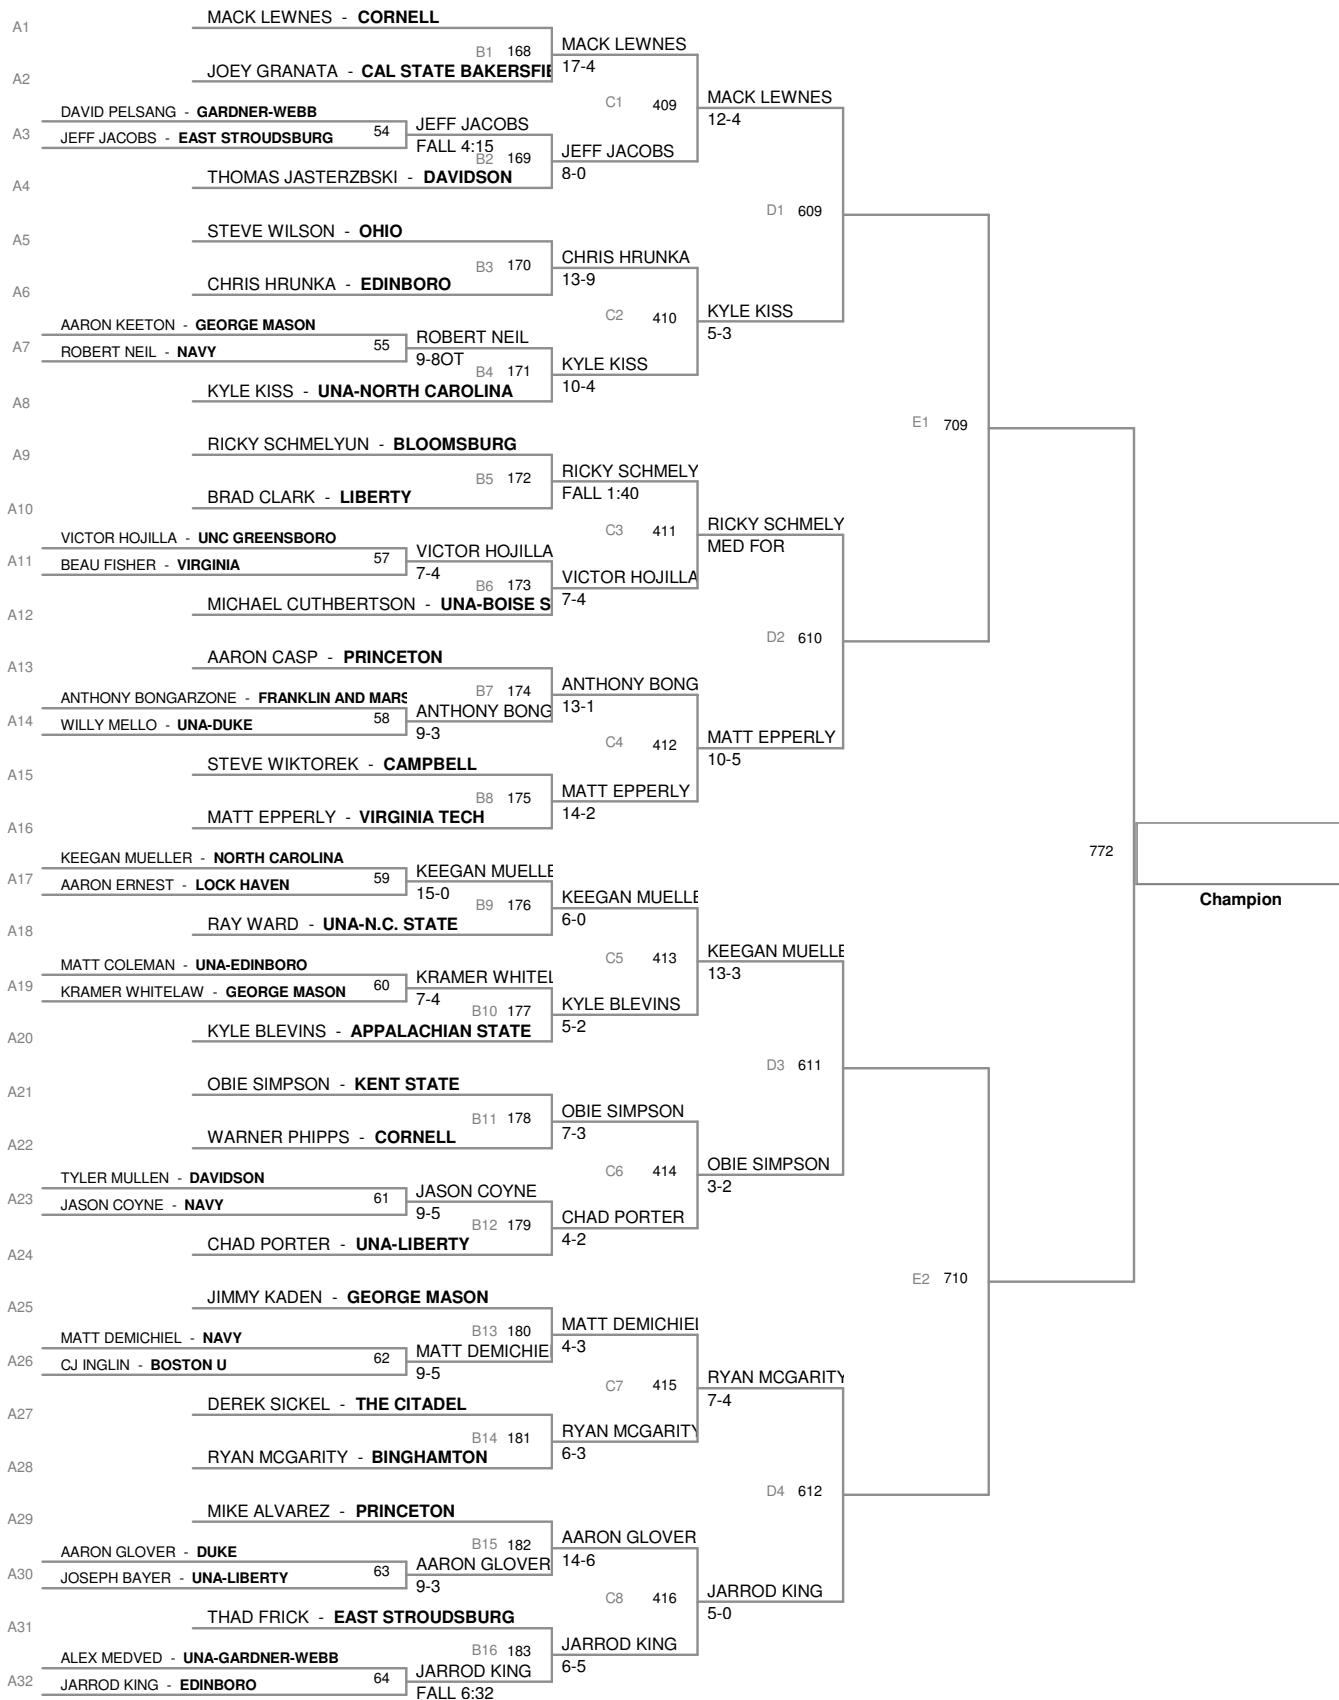 A1
MACK LEWNES - CORNELL
B1 168
MACK LEWNES
17-4
A2
JOEY GRANATA - CAL STATE BAKERSFIE
C1 409
MACK LEWNES
12-4
DAVID PELSANG - GARDNER-WEBB
A3
54
JEFF JACOBS
FALL 4:15
JEFF JACOBS - EAST STROUDSBURG
B2 169
JEFF JACOBS
8-0
A4
THOMAS JASTERZBSKI - DAVIDSON
D1 609
A5
STEVE WILSON - OHIO
B3 170
CHRIS HRUNKA
13-9
A6
CHRIS HRUNKA - EDINBORO
C2 410
KYLE KISS
5-3
AARON KEETON - GEORGE MASON
A7
55
ROBERT NEIL
9-8OT
ROBERT NEIL - NAVY
B4 171
KYLE KISS
10-4
A8
KYLE KISS - UNA-NORTH CAROLINA
E1 709
A9
RICKY SCHMELYUN - BLOOMSBURG
B5 172
RICKY SCHMELY
FALL 1:40
A10
BRAD CLARK - LIBERTY
C3 411
RICKY SCHMELY
MED FOR
VICTOR HOJILLA - UNC GREENSBORO
A11
57
VICTOR HOJILLA
7-4
BEAU FISHER - VIRGINIA
B6 173
VICTOR HOJILLA
7-4
A12
MICHAEL CUTHBERTSON - UNA-BOISE S
D2 610
A13
AARON CASP - PRINCETON
B7 174
ANTHONY BONG
13-1
ANTHONY BONGARZONE - FRANKLIN AND MARS
A14
58
ANTHONY BONG
9-3
WILLY MELLO - UNA-DUKE
C4 412
MATT EPPERLY
10-5
A15
STEVE WIKTOREK - CAMPBELL
B8 175
MATT EPPERLY
14-2
A16
MATT EPPERLY - VIRGINIA TECH
772
Champion
KEEGAN MUELLER - NORTH CAROLINA
A17
59
KEEGAN MUELLE
15-0
AARON ERNEST - LOCK HAVEN
B9 176
KEEGAN MUELLE
6-0
A18
RAY WARD - UNA-N.C. STATE
C5 413
KEEGAN MUELLE
13-3
MATT COLEMAN - UNA-EDINBORO
A19
60
KRAMER WHITEL
7-4
KRAMER WHITELAW - GEORGE MASON
B10 177
KYLE BLEVINS
5-2
A20
KYLE BLEVINS - APPALACHIAN STATE
D3 611
A21
OBIE SIMPSON - KENT STATE
B11 178
OBIE SIMPSON
7-3
A22
WARNER PHIPPS - CORNELL
C6 414
OBIE SIMPSON
3-2
TYLER MULLEN - DAVIDSON
A23
61
JASON COYNE
9-5
JASON COYNE - NAVY
B12 179
CHAD PORTER
4-2
A24
CHAD PORTER - UNA-LIBERTY
E2 710
A25
JIMMY KADEN - GEORGE MASON
B13 180
MATT DEMICHIEL
4-3
MATT DEMICHIEL - NAVY
A26
62
MATT DEMICHIE
9-5
CJ INGLIN - BOSTON U
C7 415
RYAN MCGARITY
7-4
A27
DEREK SICKEL - THE CITADEL
B14 181
RYAN MCGARITY
6-3
A28
RYAN MCGARITY - BINGHAMTON
D4 612
A29
MIKE ALVAREZ - PRINCETON
B15 182
AARON GLOVER
14-6
AARON GLOVER - DUKE
A30
63
AARON GLOVER
9-3
JOSEPH BAYER - UNA-LIBERTY
C8 416
JARROD KING
5-0
A31
THAD FRICK - EAST STROUDSBURG
B16 183
JARROD KING
6-5
ALEX MEDVED - UNA-GARDNER-WEBB
A32
64
JARROD KING
FALL 6:32
JARROD KING - EDINBORO